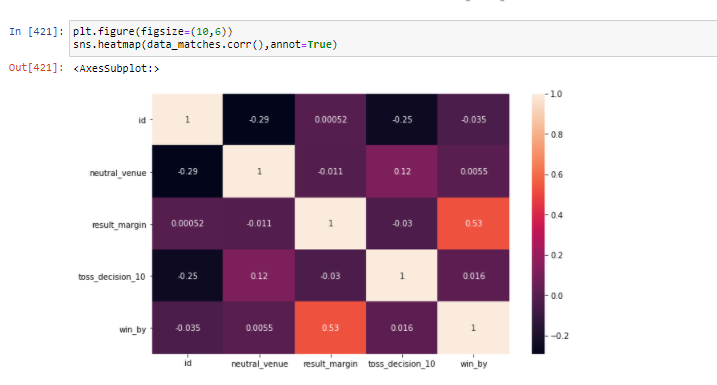 In [421]: plt.figure(figsize=(10,6))
sns.heatmap(data_matches.corr(),annot=True)
Out[421]: <AxesSubplot:>
id 1 -0.29 0.00052 -0.25 -0.035
neutral_venue -0.29 1 -0.011 0.12 0.0055
result_margin 0.00052 -0.011 1 -0.03 0.53
toss_decision_10 -0.25 0.12 -0.03 1 0.016
win_by -0.035 0.0055 0.53 0.016 1
id neutral_venue result_margin toss_decision_10 win_by
1.0
0.8
0.6
0.4
0.2
0.0
-0.2